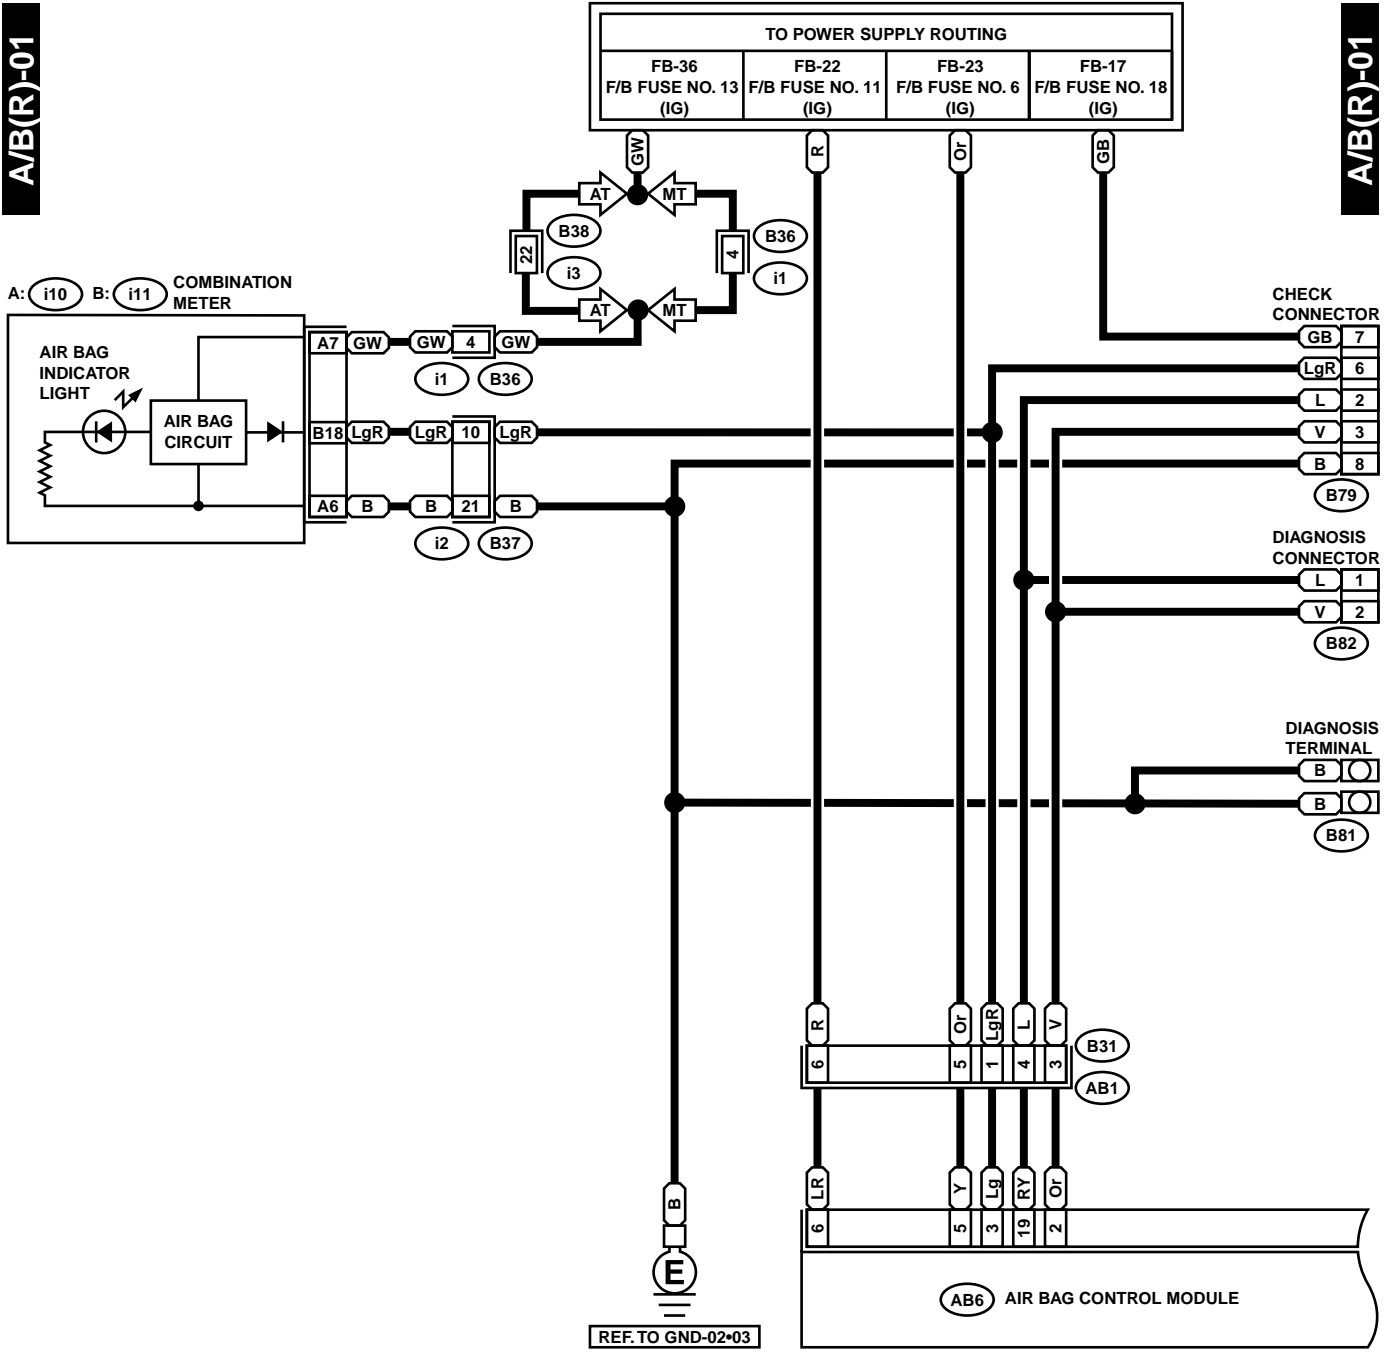 A/B(R)-01
A/B(R)-01
TO POWER SUPPLY ROUTING
FB-36
F/B FUSE NO. 13
(IG)
FB-22
F/B FUSE NO. 11
(IG)
FB-23
F/B FUSE NO. 6
(IG)
FB-17
F/B FUSE NO. 18
(IG)
GW
R
Or
GB
AT
MT
22
B38
i3
4
B36
i1
AT
MT
A: i10 B: i11 COMBINATION
METER
AIR BAG
INDICATOR
LIGHT
AIR BAG
CIRCUIT
A7 GW GW 4 GW
i1 B36
B18 LgR LgR 10 LgR
A6 B B 21 B
i2 B37
CHECK
CONNECTOR
GB 7
LgR 6
L 2
V 3
B 8
B79
DIAGNOSIS
CONNECTOR
L 1
V 2
B82
DIAGNOSIS
TERMINAL
B
B
B81
R Or LgR L V
6 5 1 4 3
B31
AB1
LR Y Lg RY Or
6 5 3 19 2
AB6 AIR BAG CONTROL MODULE
B
E
REF. TO GND-02•03